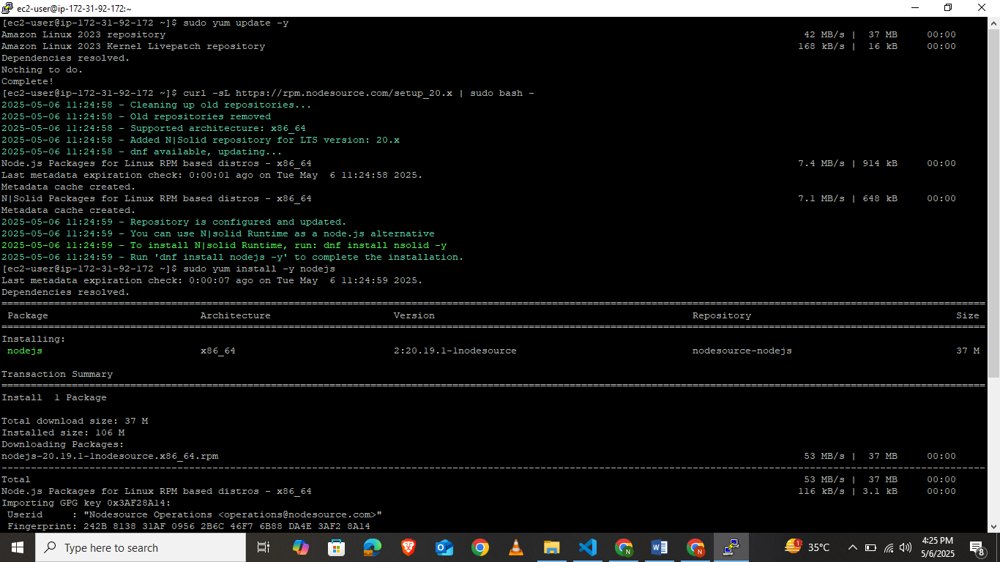 ec2-user@ip-172-31-92-172:~
[ec2-user@ip-172-31-92-172 ~]$ sudo yum update -y
Amazon Linux 2023 repository 42 MB/s | 37 MB 00:00
Amazon Linux 2023 Kernel Livepatch repository 168 kB/s | 16 kB 00:00
Dependencies resolved.
Nothing to do.
Complete!
[ec2-user@ip-172-31-92-172 ~]$ curl -sL https://rpm.nodesource.com/setup_20.x | sudo bash -
2025-05-06 11:24:58 - Cleaning up old repositories...
2025-05-06 11:24:58 - Old repositories removed
2025-05-06 11:24:58 - Supported architecture: x86_64
2025-05-06 11:24:58 - Added N|Solid repository for LTS version: 20.x
2025-05-06 11:24:58 - dnf available, updating...
Node.js Packages for Linux RPM based distros - x86_64 7.4 MB/s | 914 kB 00:00
Last metadata expiration check: 0:00:01 ago on Tue May  6 11:24:58 2025.
Metadata cache created.
N|Solid Packages for Linux RPM based distros - x86_64 7.1 MB/s | 648 kB 00:00
Metadata cache created.
2025-05-06 11:24:59 - Repository is configured and updated.
2025-05-06 11:24:59 - You can use N|solid Runtime as a node.js alternative
2025-05-06 11:24:59 - To install N|solid Runtime, run: dnf install nsolid -y
2025-05-06 11:24:59 - Run 'dnf install nodejs -y' to complete the installation.
[ec2-user@ip-172-31-92-172 ~]$ sudo yum install -y nodejs
Last metadata expiration check: 0:00:07 ago on Tue May  6 11:24:59 2025.
Dependencies resolved.
Package Architecture Version Repository Size
Installing:
nodejs x86_64 2:20.19.1-1nodesource nodesource-nodejs 37 M
Transaction Summary
Install  1 Package
Total download size: 37 M
Installed size: 106 M
Downloading Packages:
nodejs-20.19.1-1nodesource.x86_64.rpm 53 MB/s | 37 MB 00:00
Total 53 MB/s | 37 MB 00:00
Node.js Packages for Linux RPM based distros - x86_64 116 kB/s | 3.1 kB 00:00
Importing GPG key 0x3AF28A14:
Userid     : "Nodesource Operations <operations@nodesource.com>"
Fingerprint: 242B 8138 31AF 0956 2B6C 46F7 6B88 DA4E 3AF2 8A14
Type here to search
1
35°C
4:25 PM
5/6/2025
8